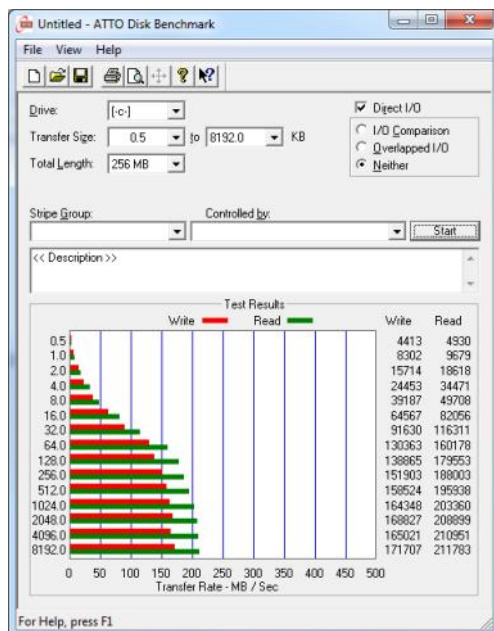 Untitled - ATTO Disk Benchmark
File View Help
Drive: [-c-] Direct I/O
Transfer Size: 0.5 to 8192.0 KB I/O Comparison
Overlapped I/O
Total Length: 256 MB Neither
Stripe Group: Controlled by:
Start
<< Description >>
Test Results
Write Read Write Read
0.5 4413 4930
1.0 8302 9679
2.0 15714 18618
4.0 24453 34471
8.0 39187 49708
16.0 64567 82056
32.0 91630 116311
64.0 130363 160178
128.0 138865 179553
256.0 151903 188003
512.0 158524 195938
1024.0 164348 203360
2048.0 168827 208899
4096.0 165021 210951
8192.0 171707 211783
0 50 100 150 200 250 300 350 400 450 500
Transfer Rate - MB / Sec
For Help, press F1